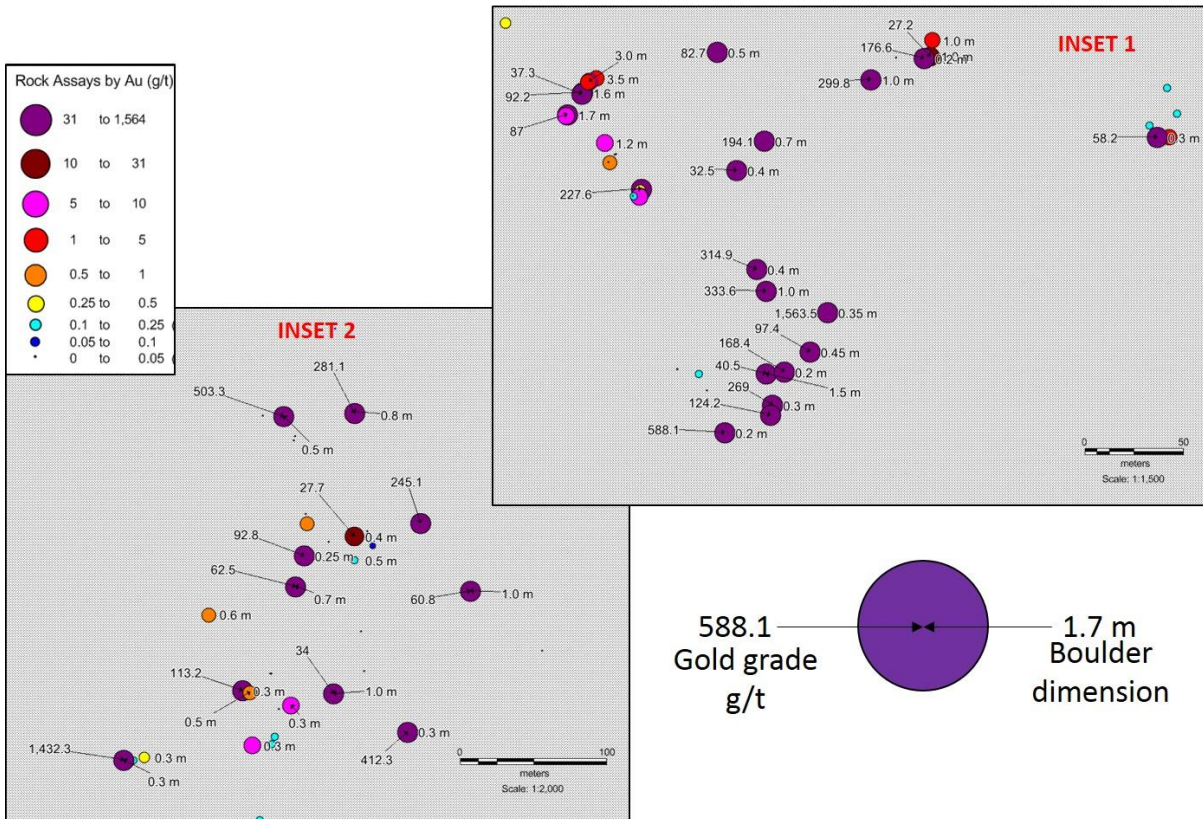 Rock Assays by Au (g/t)
31 to 1,564
10 to 31
5 to 10
1 to 5
0.5 to 1
0.25 to 0.5
0.1 to 0.25 (
0.05 to 0.1
0 to 0.05 (
INSET 1
27.2
1.0 m
176.6
1.0 m
0.2 m
82.7
0.5 m
3.0 m
37.3
3.5 m
92.2
1.6 m
299.8
1.0 m
87
1.7 m
1.2 m
194.1
0.7 m
58.2
0.3 m
32.5
0.4 m
227.6
314.9
0.4 m
333.6
1.0 m
1,563.5
0.35 m
97.4
0.45 m
168.4
0.2 m
40.5
1.5 m
269
0.3 m
124.2
588.1
0.2 m
0 50
meters
Scale: 1:1,500
INSET 2
281.1
503.3
0.8 m
0.5 m
27.7
245.1
92.8
0.4 m
0.25 m
0.5 m
62.5
0.7 m
60.8
1.0 m
0.6 m
34
113.2
0.3 m
1.0 m
0.5 m
0.3 m
0.3 m
0.3 m
412.3
1,432.3
0.3 m
0.3 m
0 100
meters
Scale: 1:2,000
588.1
Gold grade
g/t
1.7 m
Boulder
dimension